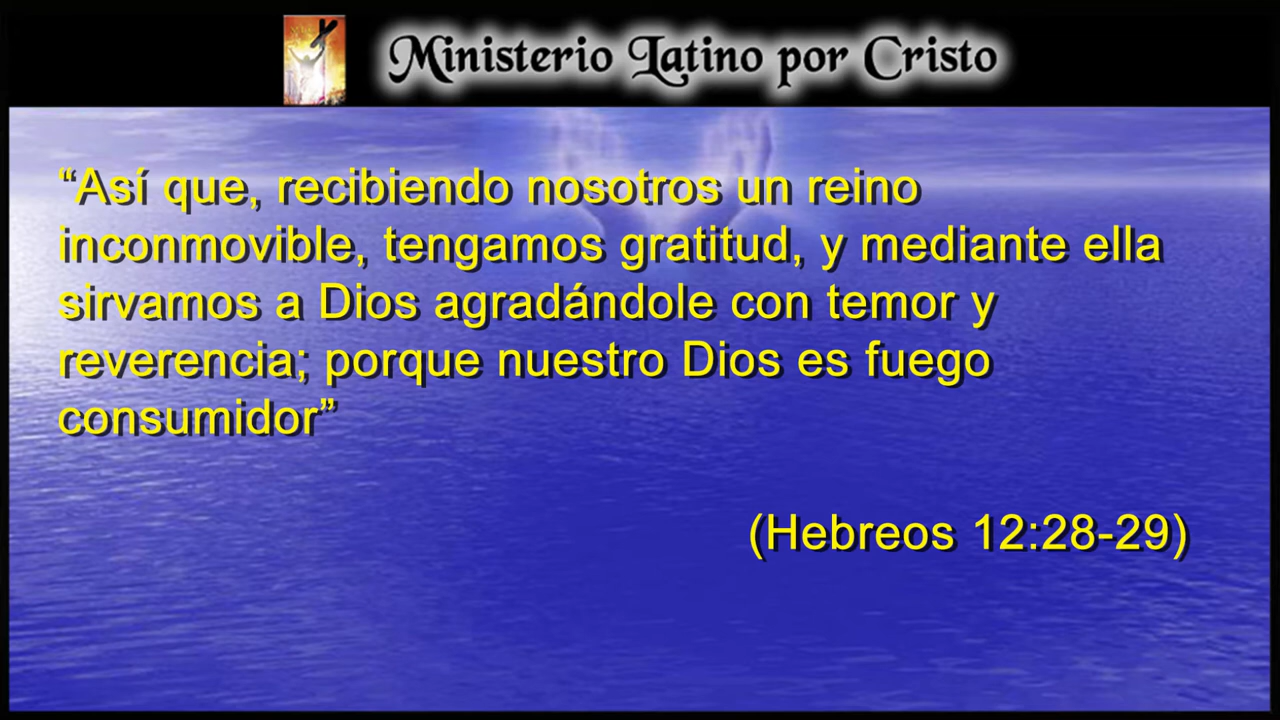 Ministerio Latino por Cristo
“Así que, recibiendo nosotros un reino
inconmovible, tengamos gratitud, y mediante ella
sirvamos a Dios agradándole con temor y
reverencia; porque nuestro Dios es fuego
consumidor”
(Hebreos 12:28-29)